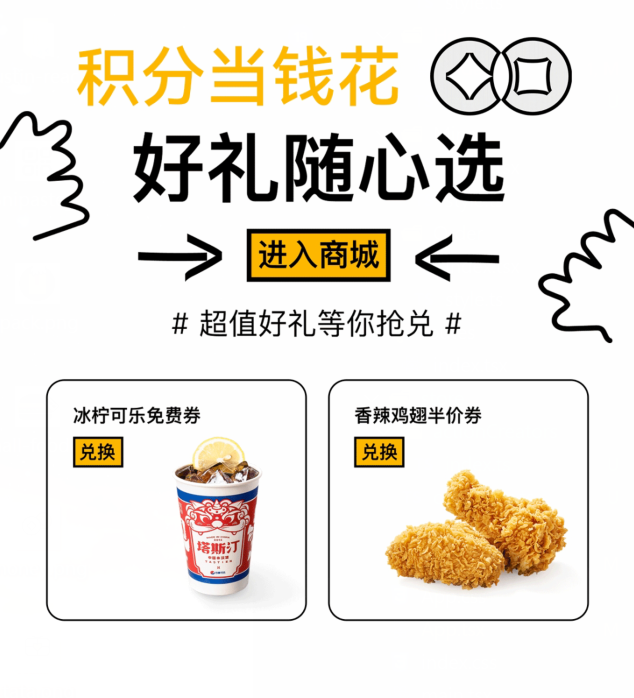 积分当钱花
好礼随心选
进入商城
# 超值好礼等你抢兑 #
冰柠可乐免费券
兑换
塔斯汀
香辣鸡翅半价券
兑换